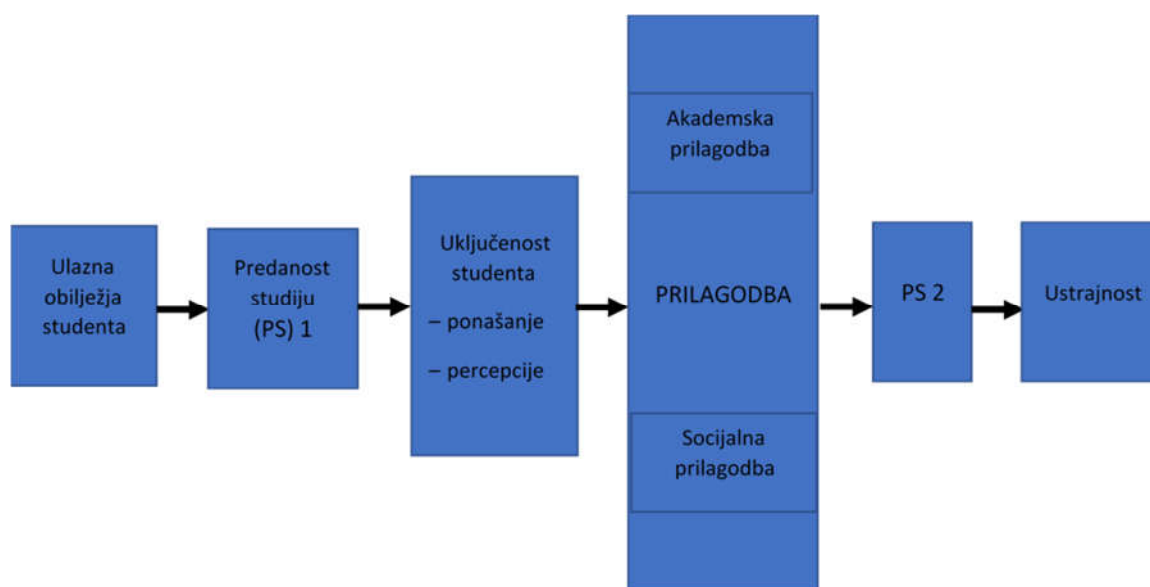 Ulazna
obilježja
studenta
Predanost
studiju
(PS) 1
Uključenost
studenta
– ponašanje
– percepcije
Akademska
prilagodba
PRILAGODBA
Socijalna
prilagodba
PS 2
Ustrajnost